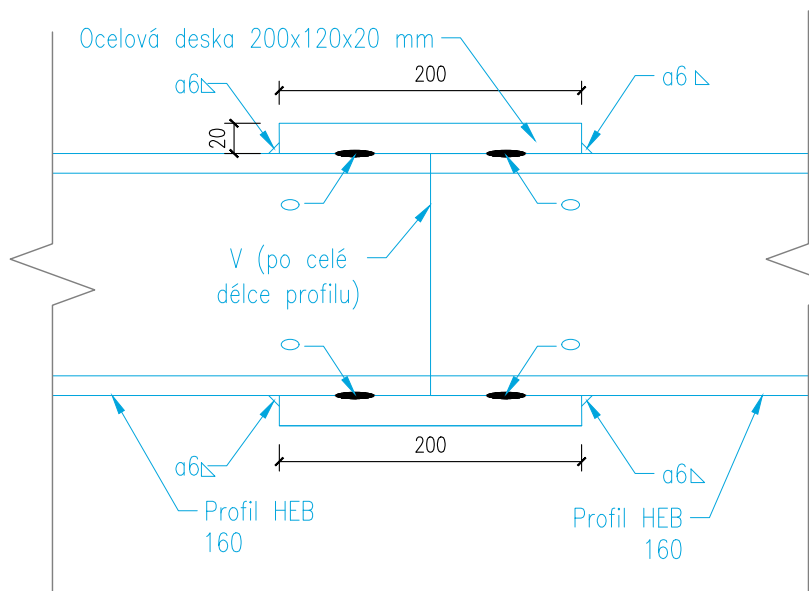 Ocelová deska 200x120x20 mm
200
a6
a6
20
V (po celé
délce profilu)
200
a6
a6
Profil HEB
160
Profil HEB
160